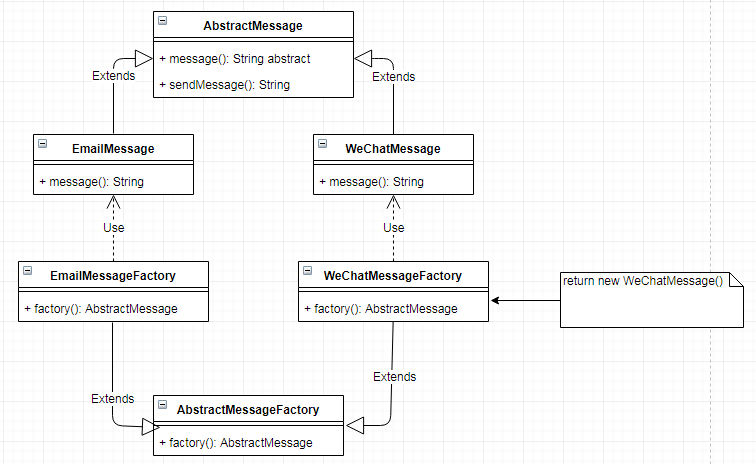 AbstractMessage
+ message(): String abstract
+ sendMessage(): String
Extends
Extends
EmailMessage
+ message(): String
WeChatMessage
+ message(): String
Use
Use
EmailMessageFactory
+ factory(): AbstractMessage
WeChatMessageFactory
+ factory(): AbstractMessage
return new WeChatMessage()
Extends
Extends
AbstractMessageFactory
+ factory(): AbstractMessage